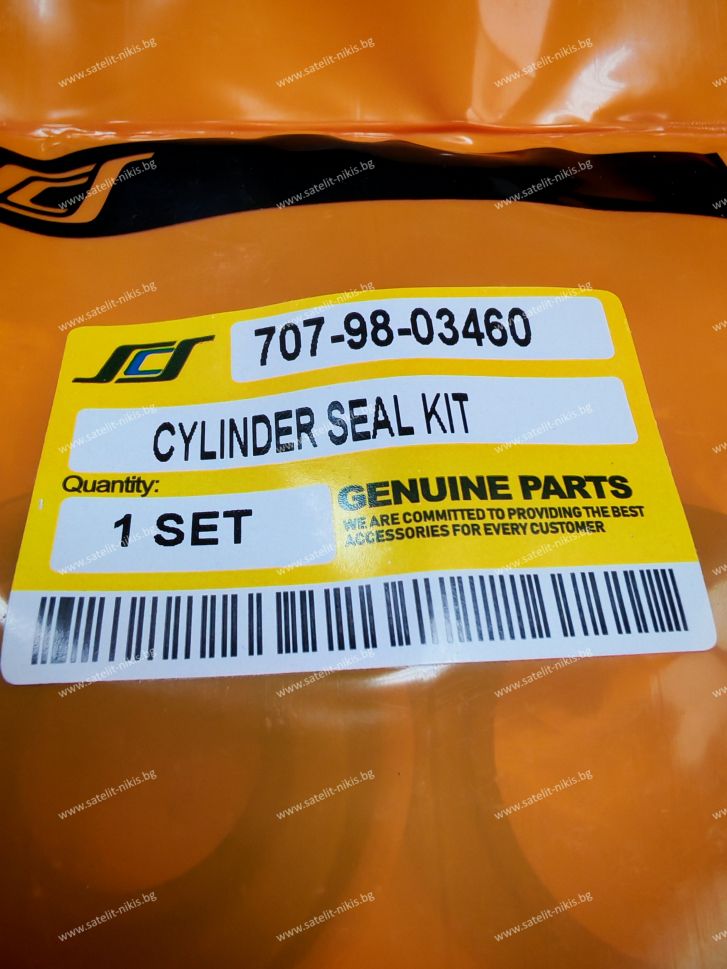 707-98-03460
CYLINDER SEAL KIT
Quantity:
1 SET
GENUINE PARTS
WE ARE COMMITTED TO PROVIDING THE BEST
ACCESSORIES FOR EVERY CUSTOMER
www.satelit-nikis.bg